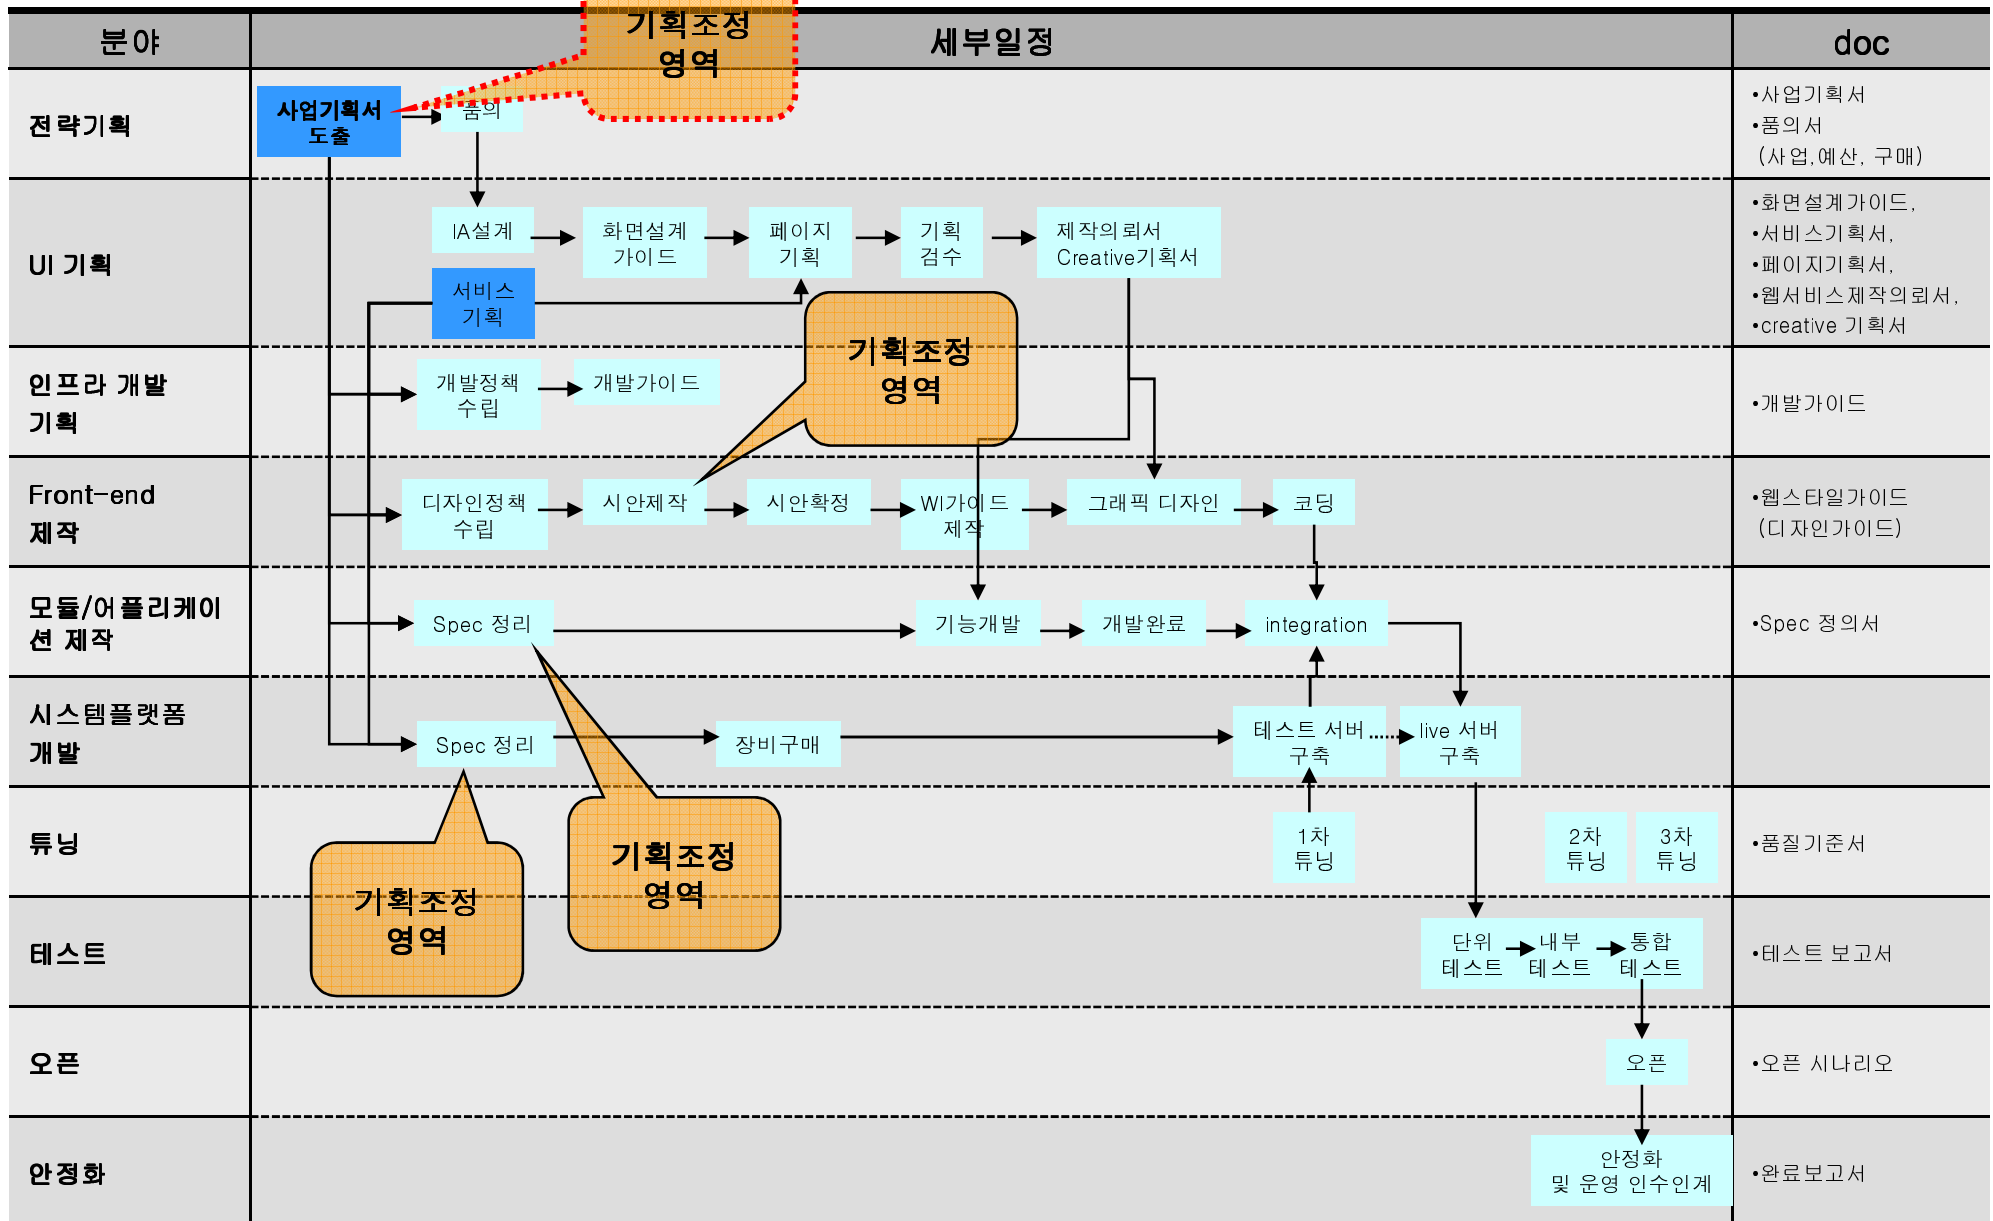 분야
세부일정
doc
기획조정
영역
전략기획
사업기획서
도출
품의
•사업기획서
•품의서
(사업,예산, 구매)
UI 기획
IA설계
화면설계
가이드
페이지
기획
기획
검수
제작의뢰서
Creative기획서
서비스
기획
•화면설계가이드,
•서비스기획서,
•페이지기획서,
•웹서비스제작의뢰서,
•creative 기획서
기획조정
영역
인프라 개발
기획
개발정책
수립
개발가이드
•개발가이드
Front-end
제작
디자인정책
수립
시안제작
시안확정
WI가이드
제작
그래픽 디자인
코딩
•웹스타일가이드
(디자인가이드)
모듈/어플리케이
션 제작
Spec 정리
기능개발
개발완료
integration
•Spec 정의서
시스템플랫폼
개발
Spec 정리
장비구매
테스트 서버
구축
live 서버
구축
튜닝
기획조정
영역
기획조정
영역
1차
튜닝
2차
튜닝
3차
튜닝
•품질기준서
테스트
단위
테스트
내부
테스트
통합
테스트
•테스트 보고서
오픈
오픈
•오픈 시나리오
안정화
안정화
및 운영 인수인계
•완료보고서